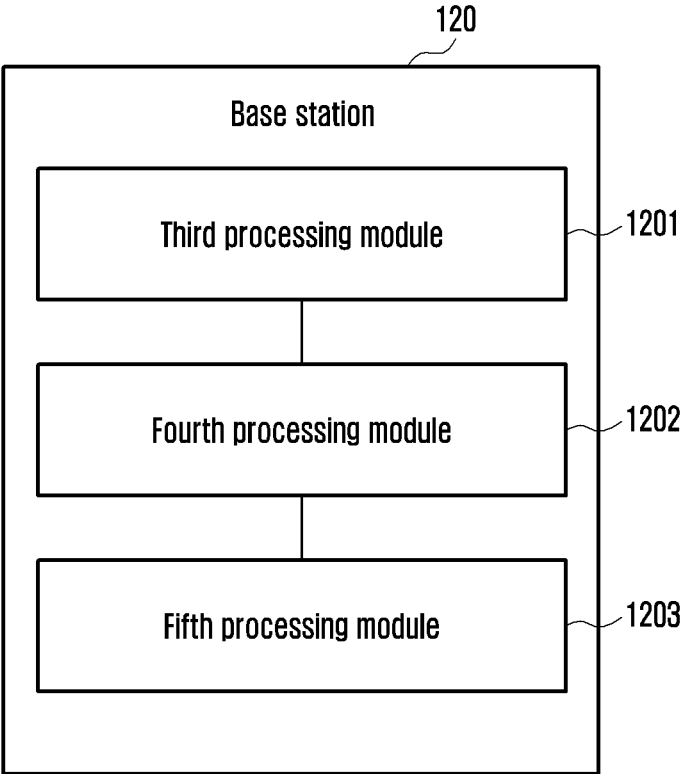 120
Base station
Third processing module
1201
Fourth processing module
1202
Fifth processing module
1203